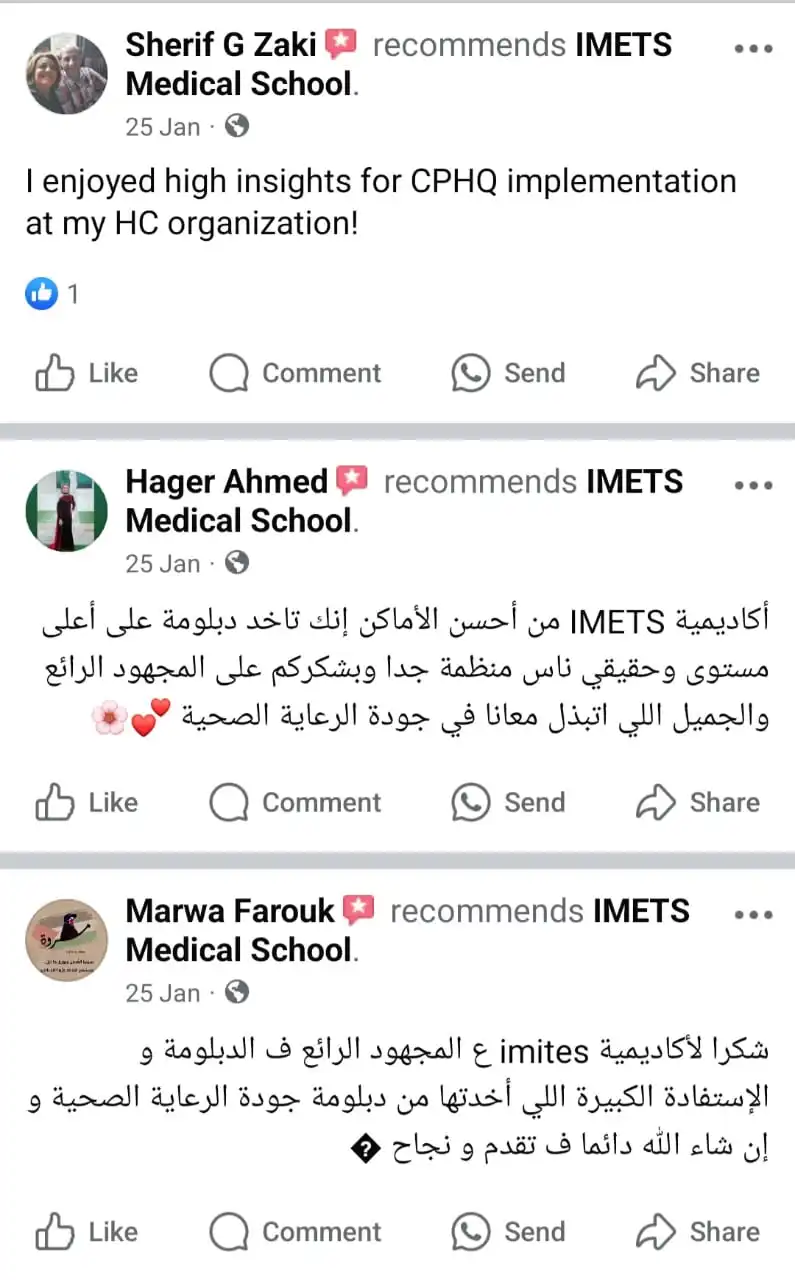 Sherif G Zaki recommends IMETS
Medical School.
25 Jan ·
I enjoyed high insights for CPHQ implementation
at my HC organization!
1
Like Comment Send Share
Hager Ahmed recommends IMETS
Medical School.
25 Jan ·
أكاديمية IMETS من أحسن الأماكن إنك تاخد دبلومة على أعلى
مستوى وحقيقي ناس منظمة جدا وبشكركم على المجهود الرائع
والجميل اللي اتبذل معانا في جودة الرعاية الصحية 💕🌸
Like Comment Send Share
Marwa Farouk recommends IMETS
Medical School.
25 Jan ·
شكرا لأكاديمية imites ع المجهود الرائع ف الدبلومة و
الإستفادة الكبيرة اللي أخدتها من دبلومة جودة الرعاية الصحية و
إن شاء الله دائما ف تقدم و نجاح �
Like Comment Send Share